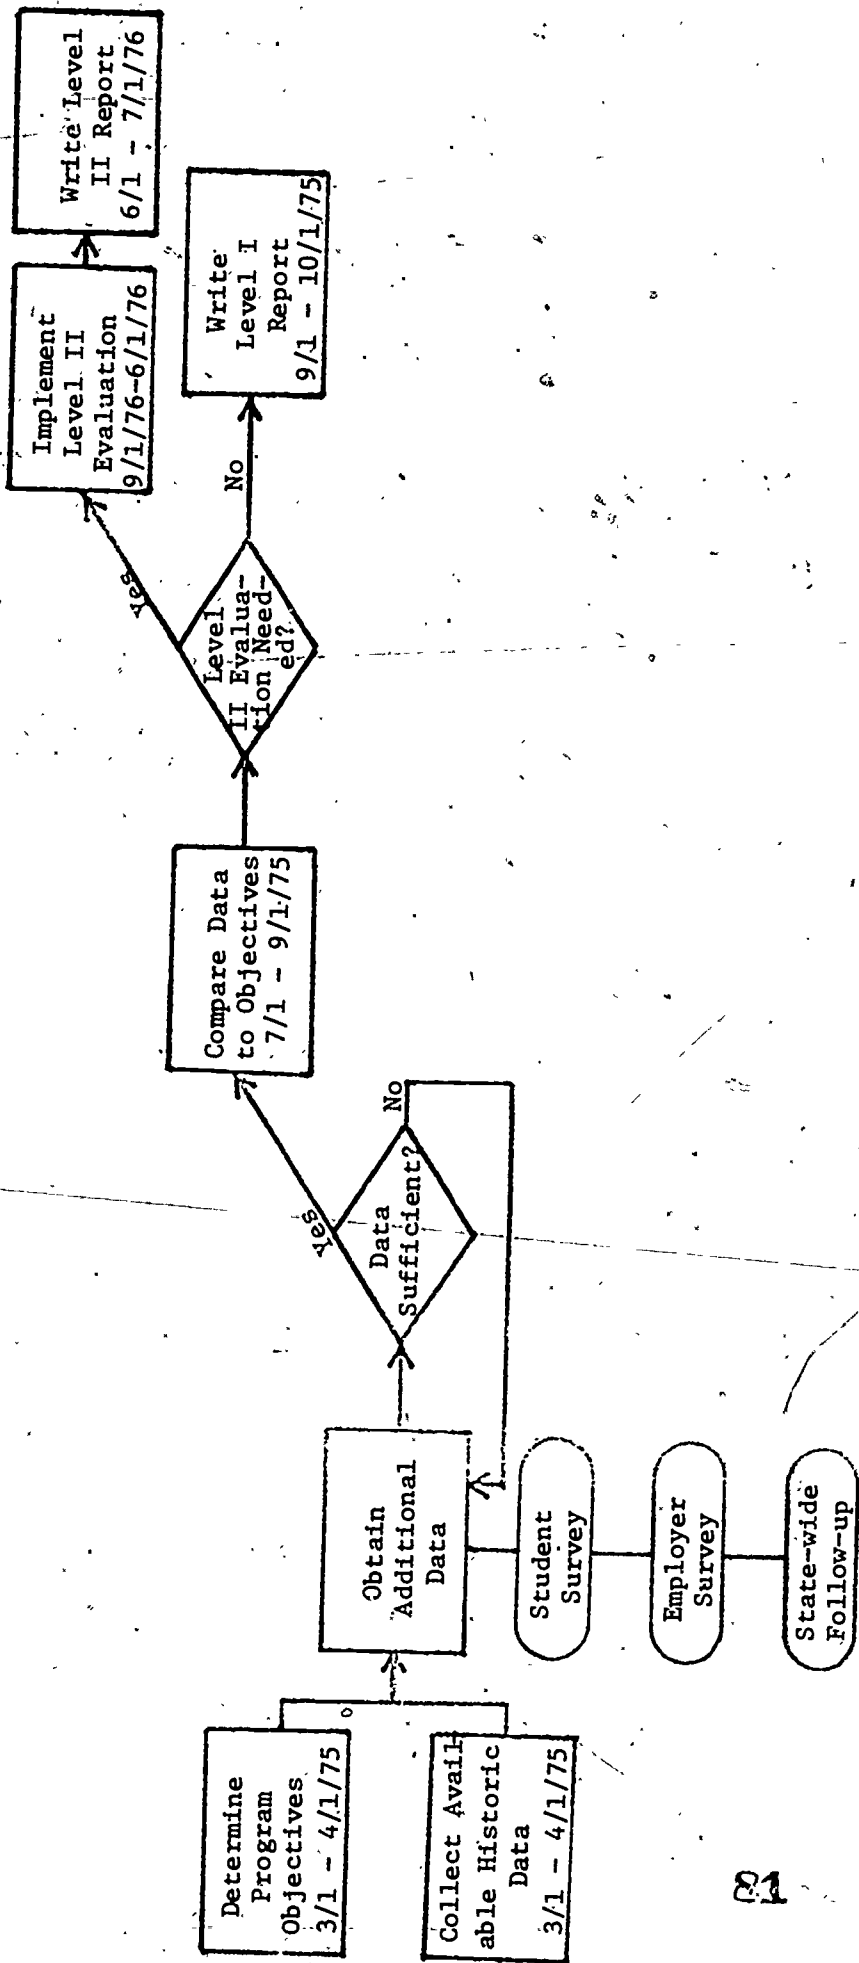 Determine
Program
Objectives
3/1 - 4/1/75
Collect Avail-
able Historic
Data
3/1 - 4/1/75
Obtain
Additional
Data
Student
Survey
Employer
Survey
State-wide
Follow-up
Data
Sufficient?
Yes
No
Compare Data
to Objectives
7/1 - 9/1/75
Level
II Evalua-
tion Need-
ed?
Yes
No
Implement
Level II
Evaluation
9/1/76-6/1/76
Write Level
II Report
6/1 - 7/1/76
Write
Level I
Report
9/1 - 10/1/75
81